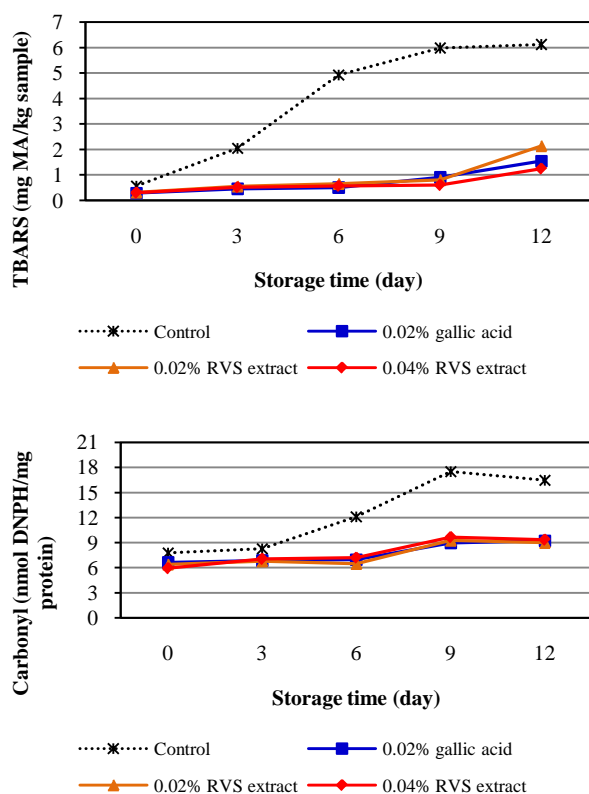 7
6
5
4
3
2
1
0
TBARS (mg MA/kg sample)
0 3 6 9 12
Storage time (day)
Control 0.02% gallic acid
0.02% RVS extract 0.04% RVS extract
21
18
15
12
9
6
3
0
Carbonyl (nmol DNPH/mg
protein)
0 3 6 9 12
Storage time (day)
Control 0.02% gallic acid
0.02% RVS extract 0.04% RVS extract